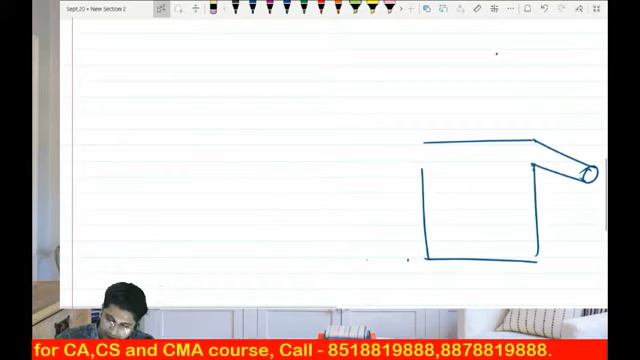 Sept.20 • New Section 2
for CA,CS and CMA course, Call - 8518819888,8878819888.